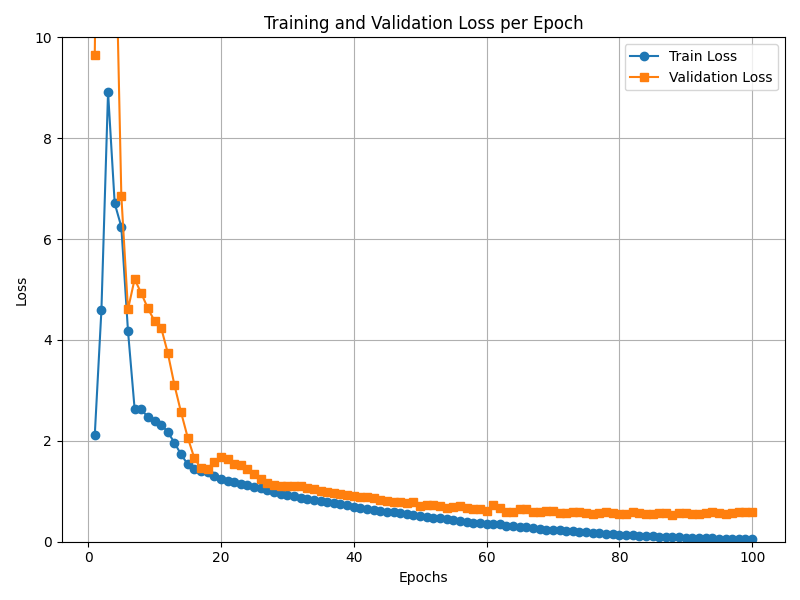 Training and Validation Loss per Epoch
Train Loss
Validation Loss
Loss
10
8
6
4
2
0
0 20 40 60 80 100
Epochs